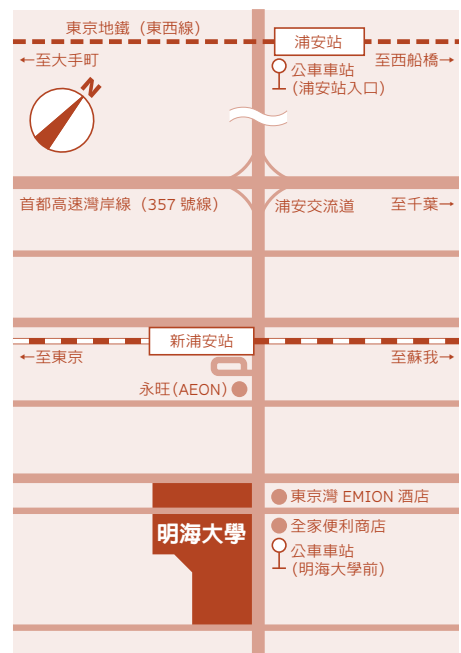 東京地鐵（東西線）
浦安站
←至大手町
至西船橋→
公車車站
(浦安站入口)
N
首都高速灣岸線（357 號線）
浦安交流道
至千葉→
新浦安站
←至東京
至蘇我→
永旺(AEON)
東京灣 EMION 酒店
全家便利商店
明海大學
公車車站
(明海大學前)